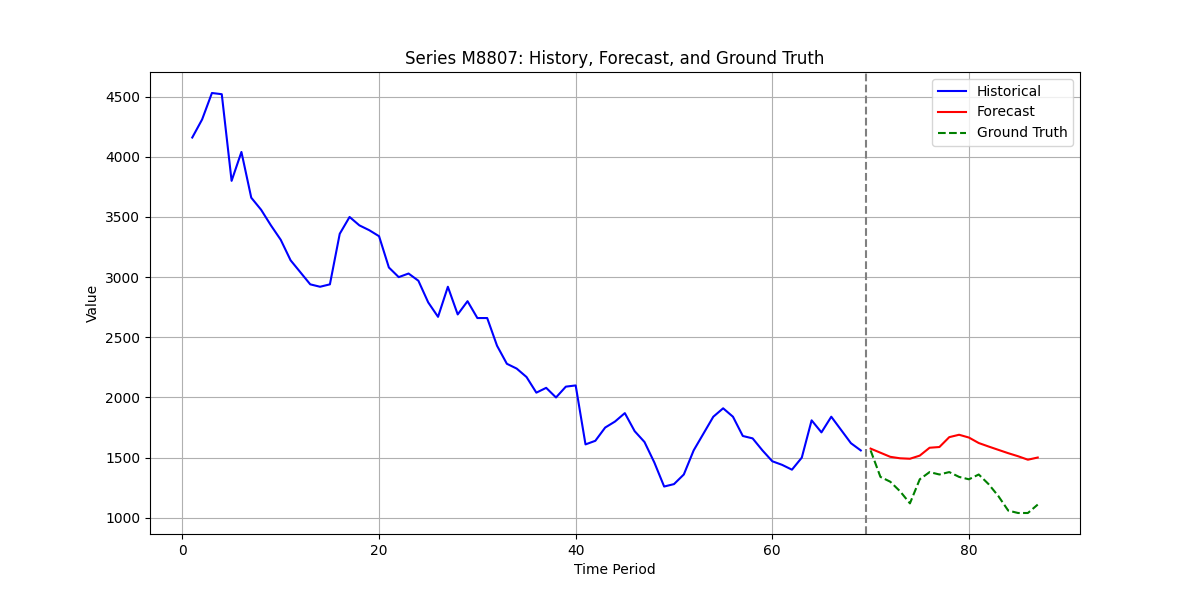 Series M8807: History, Forecast, and Ground Truth
Historical
Forecast
Ground Truth
4500
4000
3500
3000
2500
2000
1500
1000
Value
0
20
40
60
80
Time Period